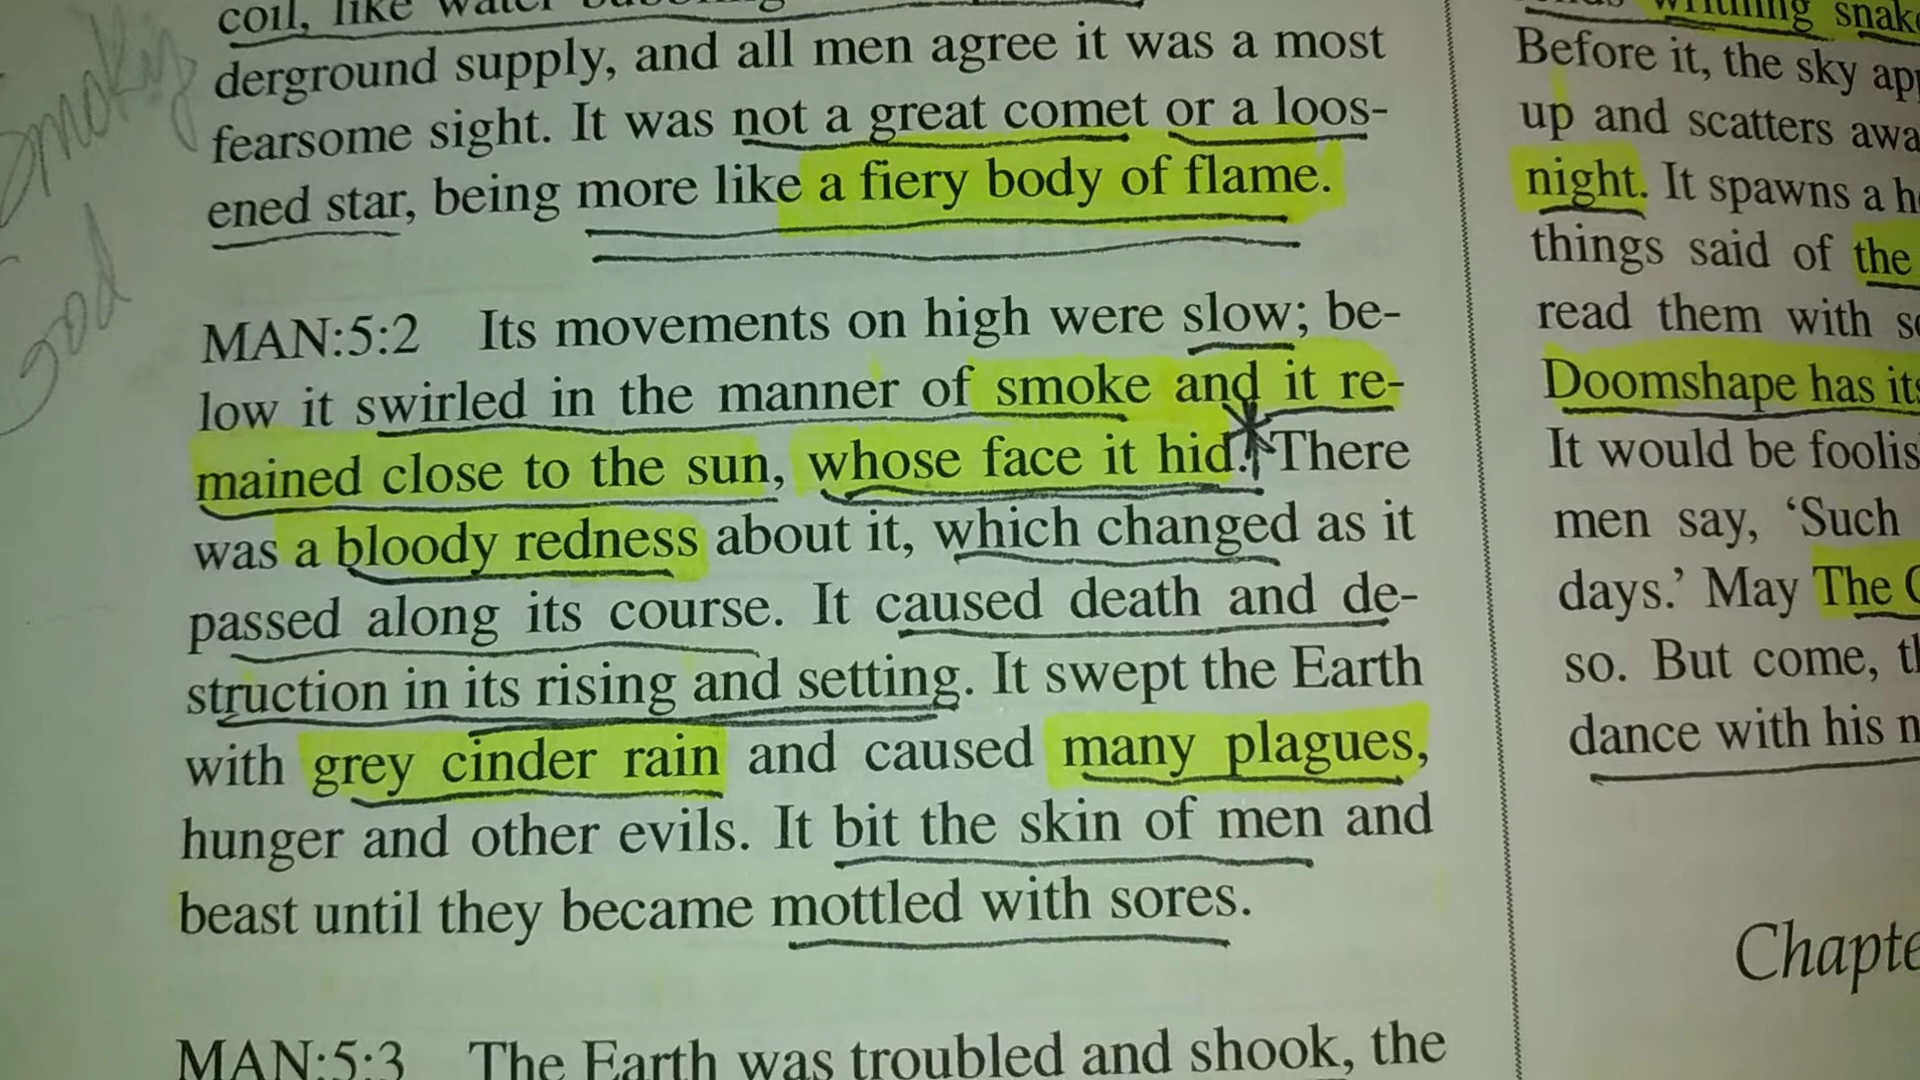 Smoky
God
coil, like water
derground supply, and all men agree it was a most
fearsome sight. It was not a great comet or a loos-
ened star, being more like a fiery body of flame.
MAN:5:2 Its movements on high were slow; be-
low it swirled in the manner of smoke and it re-
mained close to the sun, whose face it hid. There
was a bloody redness about it, which changed as it
passed along its course. It caused death and de-
struction in its rising and setting. It swept the Earth
with grey cinder rain and caused many plagues,
hunger and other evils. It bit the skin of men and
beast until they became mottled with sores.
MAN:5:3 The Earth was troubled and shook, the
writhing snak
Before it, the sky
up and scatters
night. It spawns a
things said of the
read them with
Doomshape has its
It would be
men say, ‘Such
days.’ May The
so. But come,
dance with his
Chapte